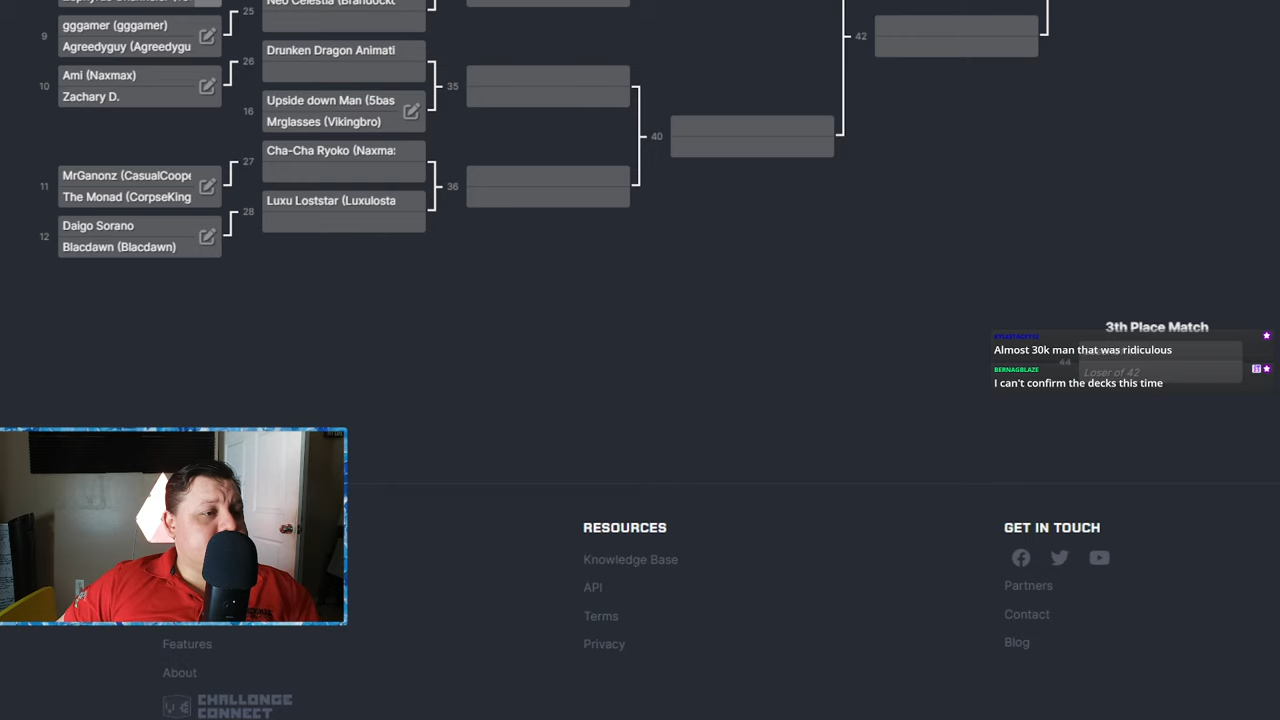 25
9
gggamer (gggamer)
Agreedyguy (Agreedygu
10
Ami (Naxmax)
Zachary D.
26
Drunken Dragon Animati
16
Upside down Man (5bas
Mrglasses (Vikingbro)
35
42
40
11
MrGanonz (CasualCoope
The Monad (CorpseKing
27
Cha-Cha Ryoko (Naxma:
36
28
Luxu Loststar (Luxulosta
12
Daigo Sorano
Blacdawn (Blacdawn)
3th Place Match
Almost 30k man that was ridiculous
44
BERNAGBLAZE
Loser of 42
I can't confirm the decks this time
RESOURCES
Knowledge Base
API
Terms
Privacy
GET IN TOUCH
Partners
Contact
Blog
Features
About
CHALLONGE
CONNECT